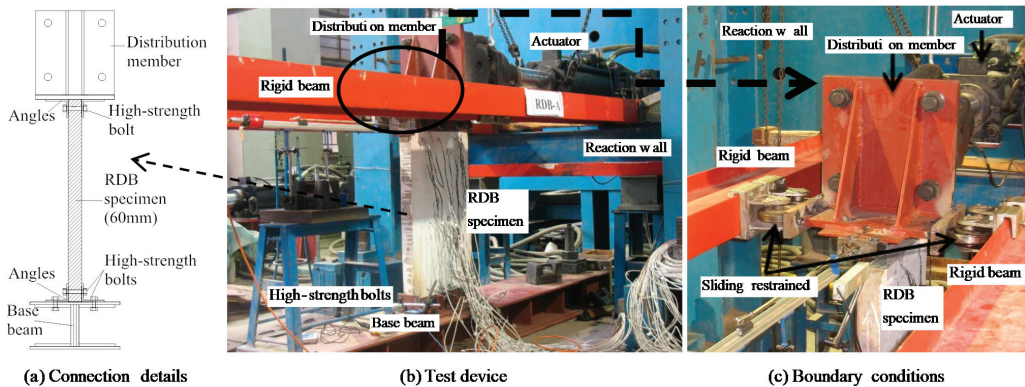 Distribution
member
Angles
High-strength
bolt
RDB
specimen
(60mm)
Angles
High-strength
bolts
Base
beam
(a) Connection details
Distribution
member
Actuator
Rigid beam
RDB-A
Reaction w all
RDB
specimen
High-strength bolts
Base beam
(b) Test device
Actuator
Reaction w all
Distributi on member
Rigid beam
Sliding restrained
Rigid beam
RDB
specimen
(c) Boundary conditions